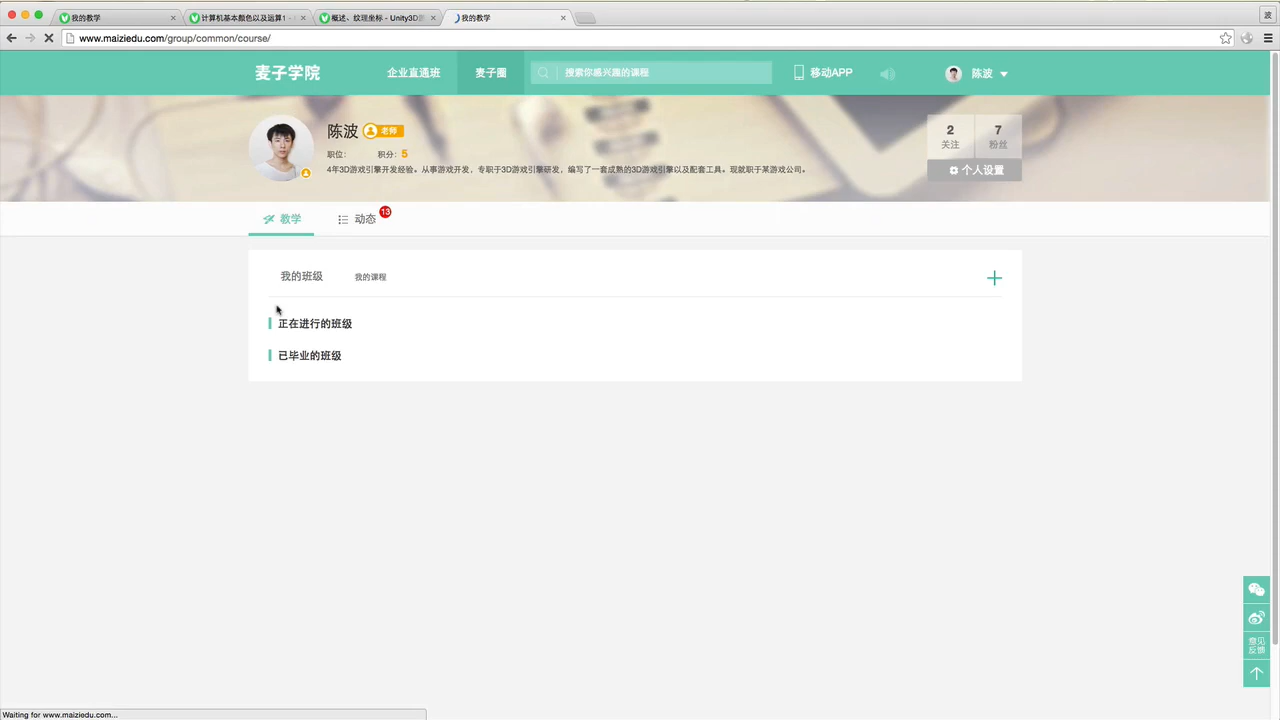 我的教学
计算机基本颜色以及运算1 -
概述、纹理坐标 - Unity3D
我的教学
波
www.maiziedu.com/group/common/course/
麦子学院
企业直通班
麦子圈
搜索你感兴趣的课程
移动APP
陈波
陈波
老师
2
关注
7
粉丝
职位:
积分: 5
4年3D游戏引擎开发经验。从事游戏开发，专职于3D游戏引擎研发，编写了一套成熟的3D游戏引擎以及配套工具。现就职于某游戏公司。
个人设置
教学
动态
13
我的班级
我的课程
正在进行的班级
已毕业的班级
意见
反馈
Waiting for www.maiziedu.com...